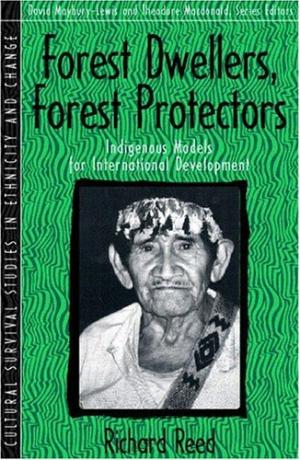 David Maybury-Lewis and Theodore Macdonald, Series Editors
CULTURAL SURVIVAL STUDIES IN ETHNICITY AND CHANGE
Forest Dwellers,
Forest Protectors
Indigenous Models
for International Development
Richard Reed